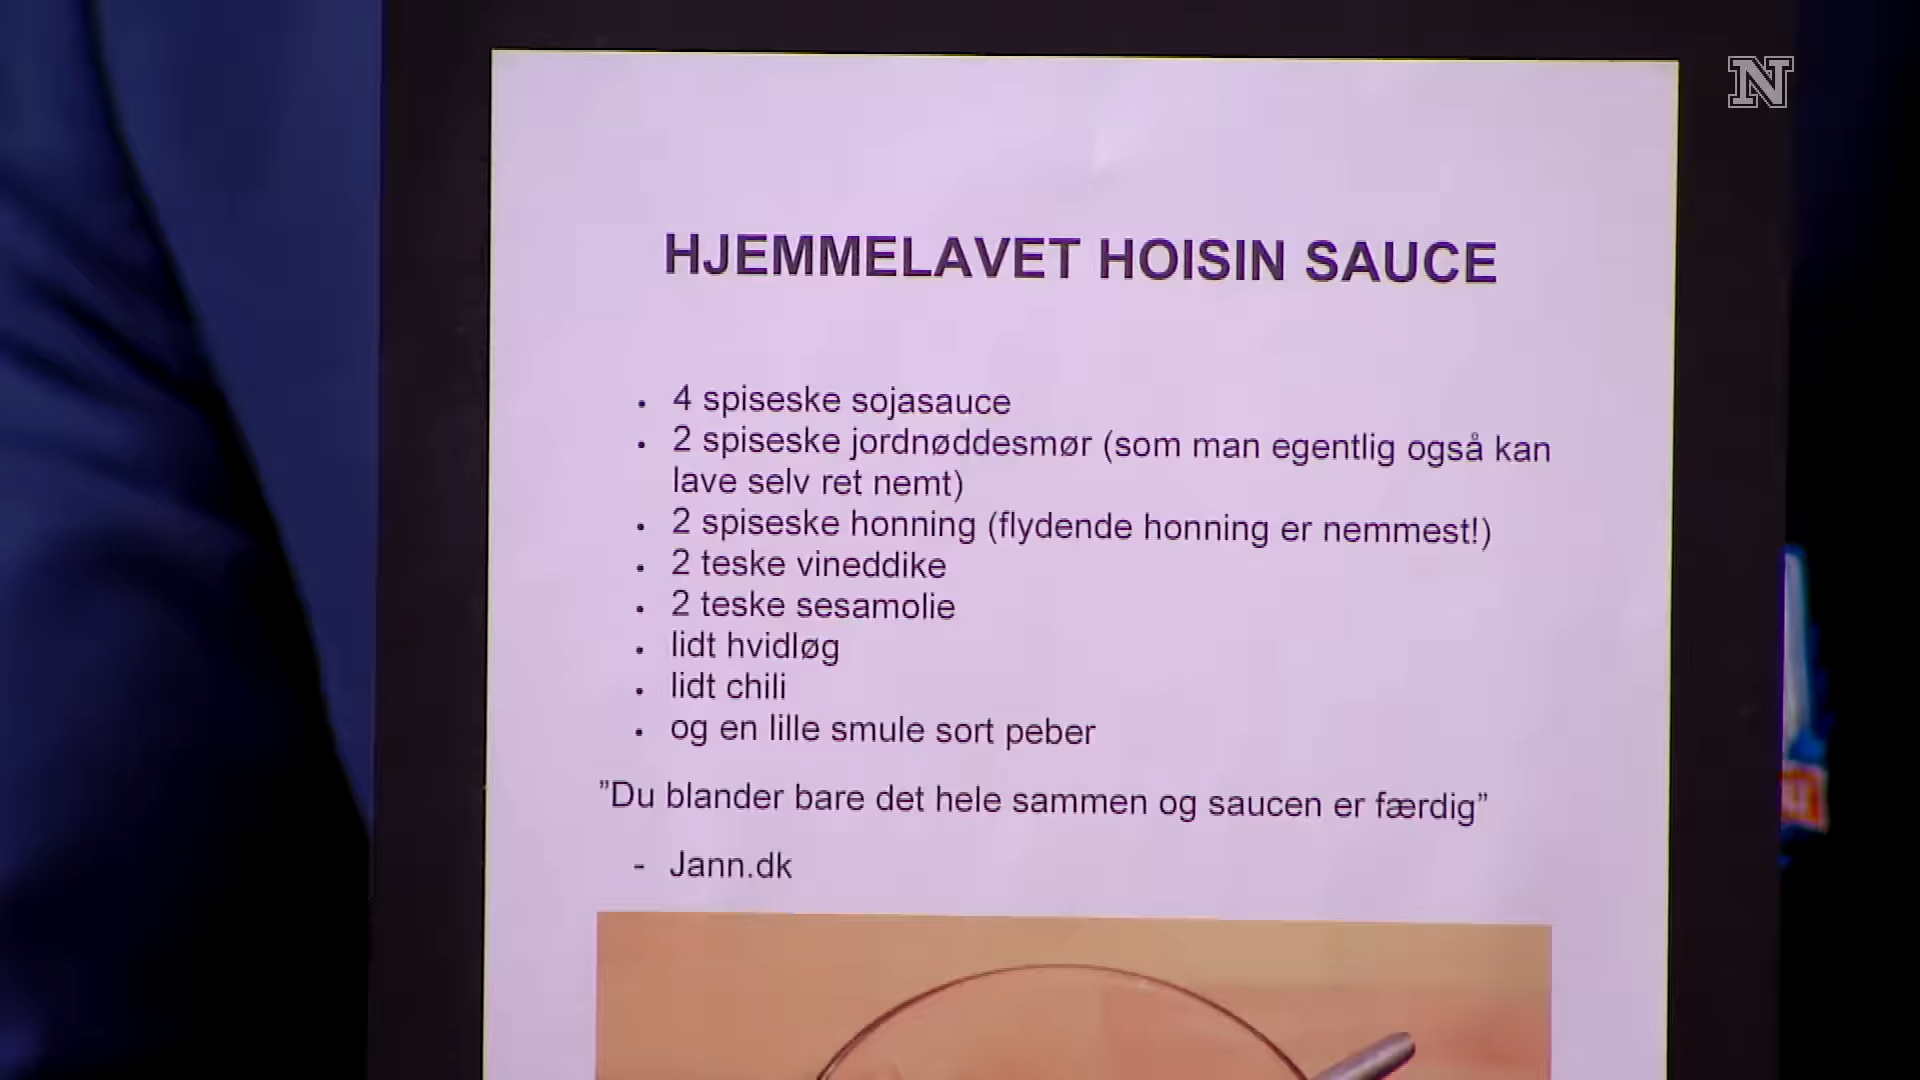 N
HJEMMELAVET HOISIN SAUCE
• 4 spiseske sojasauce
• 2 spiseske jordnøddesmør (som man egentlig også kan
lave selv ret nemt)
• 2 spiseske honning (flydende honning er nemmest!)
• 2 teske vineddike
• 2 teske sesamolie
• lidt hvidløg
• lidt chili
• og en lille smule sort peber
”Du blander bare det hele sammen og saucen er færdig”
- Jann.dk